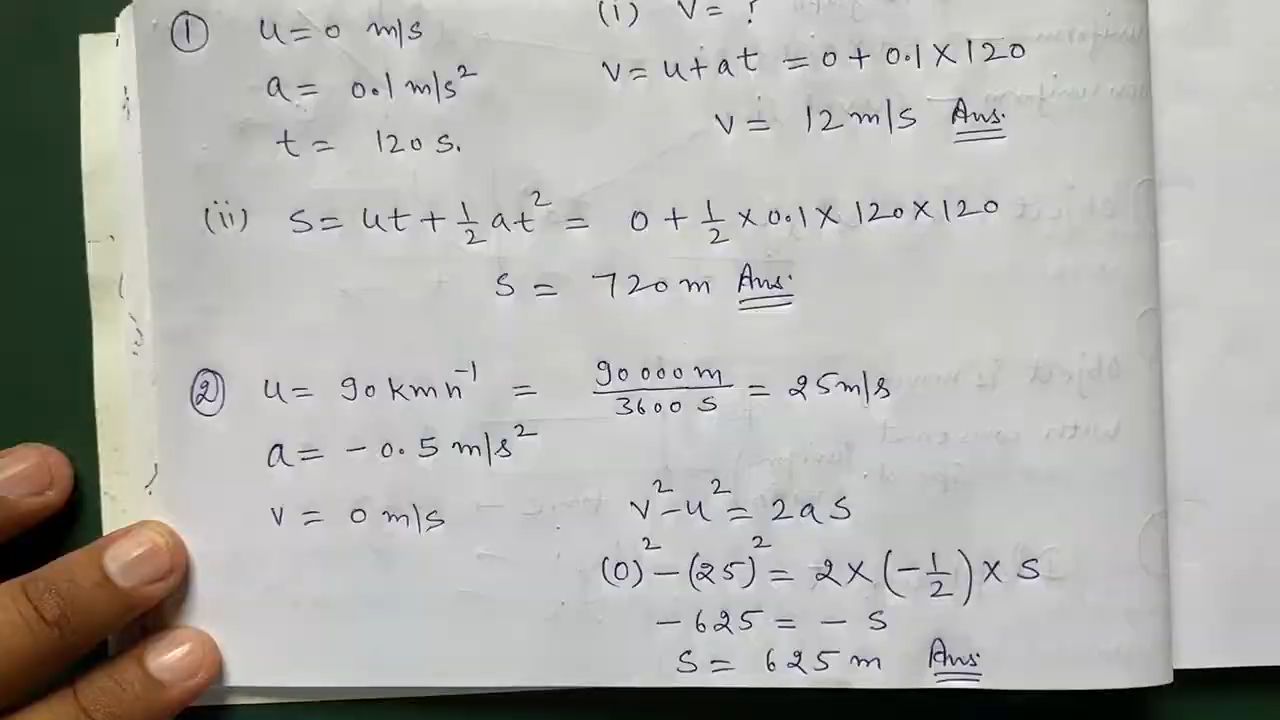 ① u = 0 m/s (i) v = ?
a = 0.1 m/s² v = u + at = 0 + 0.1 × 120
t = 120 s. v = 12 m/s Ans.
(ii) s = ut + ½ at² = 0 + ½ × 0.1 × 120 × 120
s = 720 m Ans.
② u = 90 kmh⁻¹ = 90000 m / 3600 s = 25 m/s
a = -0.5 m/s²
v = 0 m/s v² - u² = 2as
(0)² - (25)² = 2 × (-½) × s
-625 = - s
s = 625 m Ans.